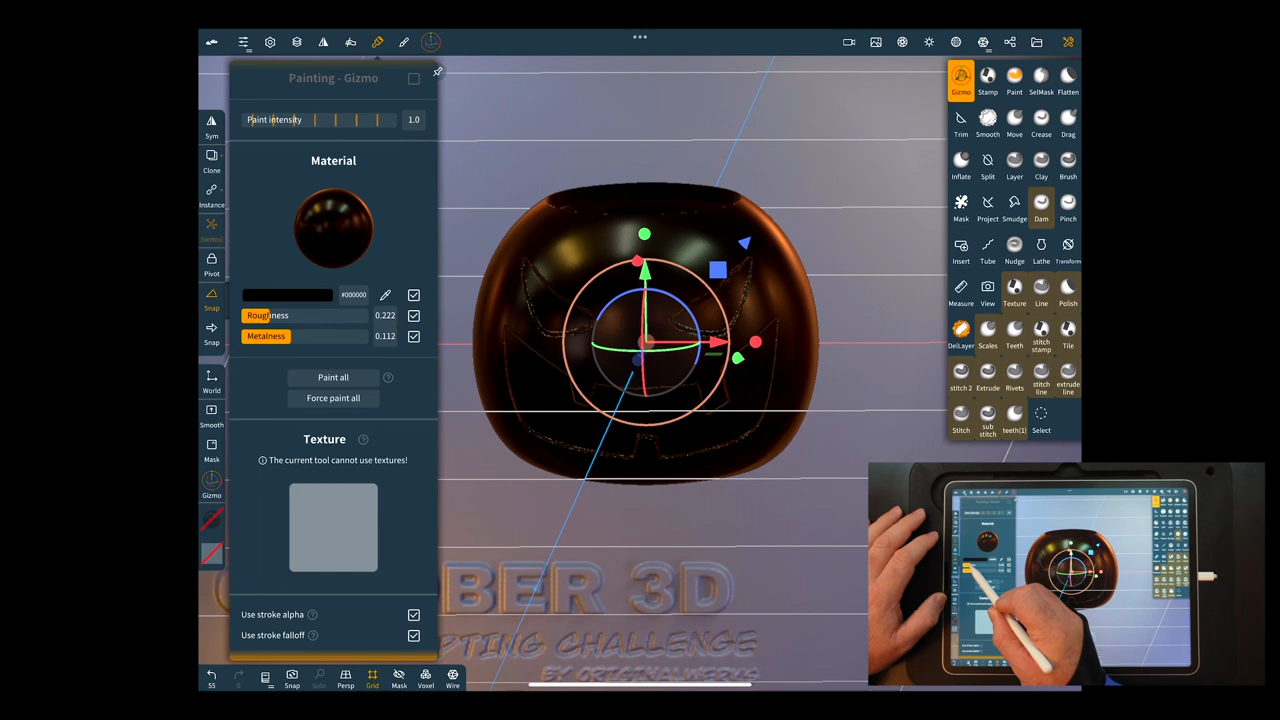 Painting - Gizmo
Paint intensity 1.0
Material
#000000
Roughness 0.222
Metalness 0.112
Paint all
Force paint all
Texture
The current tool cannot use textures!
Use stroke alpha
Use stroke falloff
Sym
Clone
Instance
(Vertex)
Pivot
Snap
Snap
World
Smooth
Mask
Gizmo
Gizmo Stamp Paint SelMask Flatten
Trim Smooth Move Crease Drag
Inflate Split Layer Clay Brush
Mask Project Smudge Dam Pinch
Insert Tube Nudge Lathe Transform
Measure View Texture Line Polish
DelLayer Scales Teeth stitch stamp Tile
stitch 2 Extrude Rivets stitch line extrude line
Stitch sub stitch teeth(1) Select
BER 3D
PTING CHALLENGE
BY ORIGINALWERKS
55 0 Snap Solo Persp Grid Mask Voxel Wire